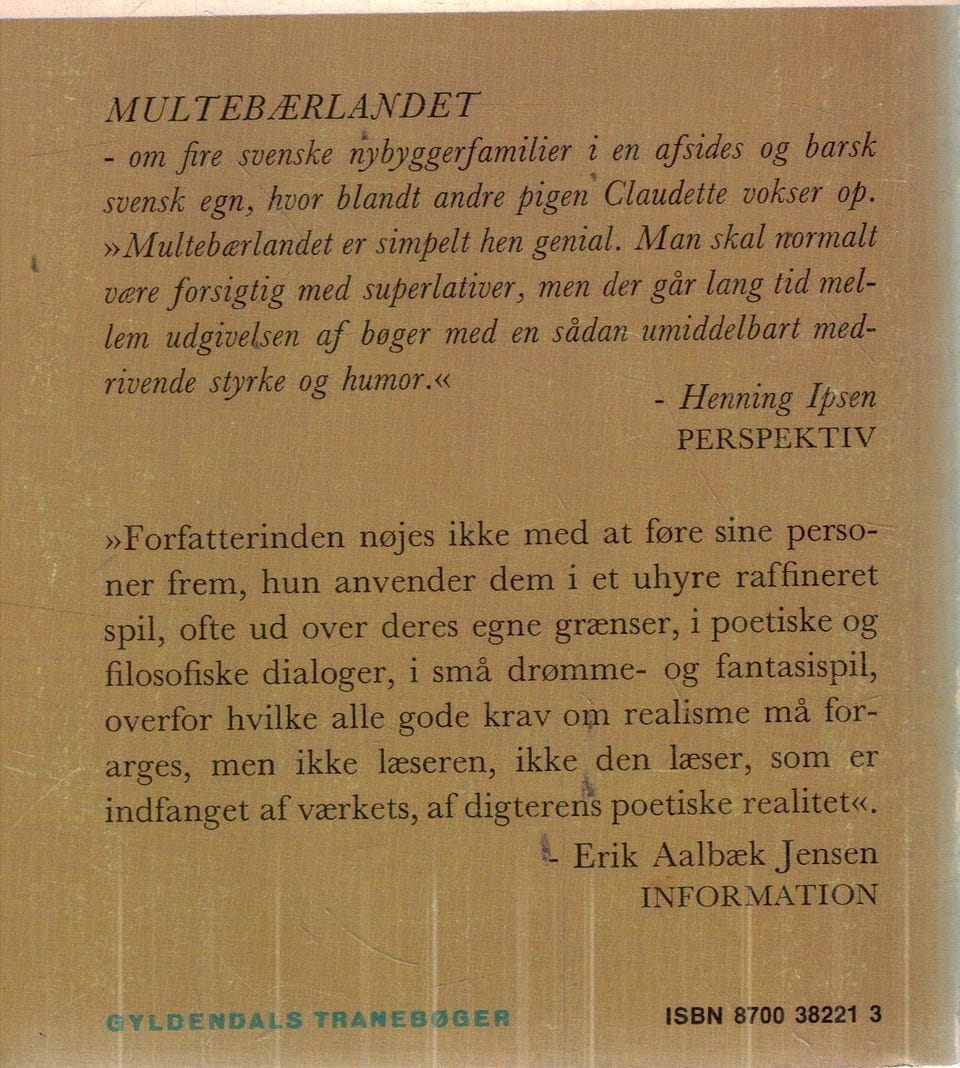 MULTEBÆRLANDET
- om fire svenske nybyggerfamilier i en afsides og barsk
svensk egn, hvor blandt andre pigen Claudette vokser op.
»Multebærlandet er simpelt hen genial. Man skal normalt
være forsigtig med superlativer, men der går lang tid mel-
lem udgivelsen af bøger med en sådan umiddelbart med-
rivende styrke og humor.«
- Henning Ipsen
PERSPEKTIV
»Forfatterinden nøjes ikke med at føre sine perso-
ner frem, hun anvender dem i et uhyre raffineret
spil, ofte ud over deres egne grænser, i poetiske og
filosofiske dialoger, i små drømme- og fantasispil,
overfor hvilke alle gode krav om realisme må for-
arges, men ikke læseren, ikke den læser, som er
indfanget af værkets, af digterens poetiske realitet«.
- Erik Aalbæk Jensen
INFORMATION
GYLDENDALS TRANEBØGER
ISBN 8700 38221 3